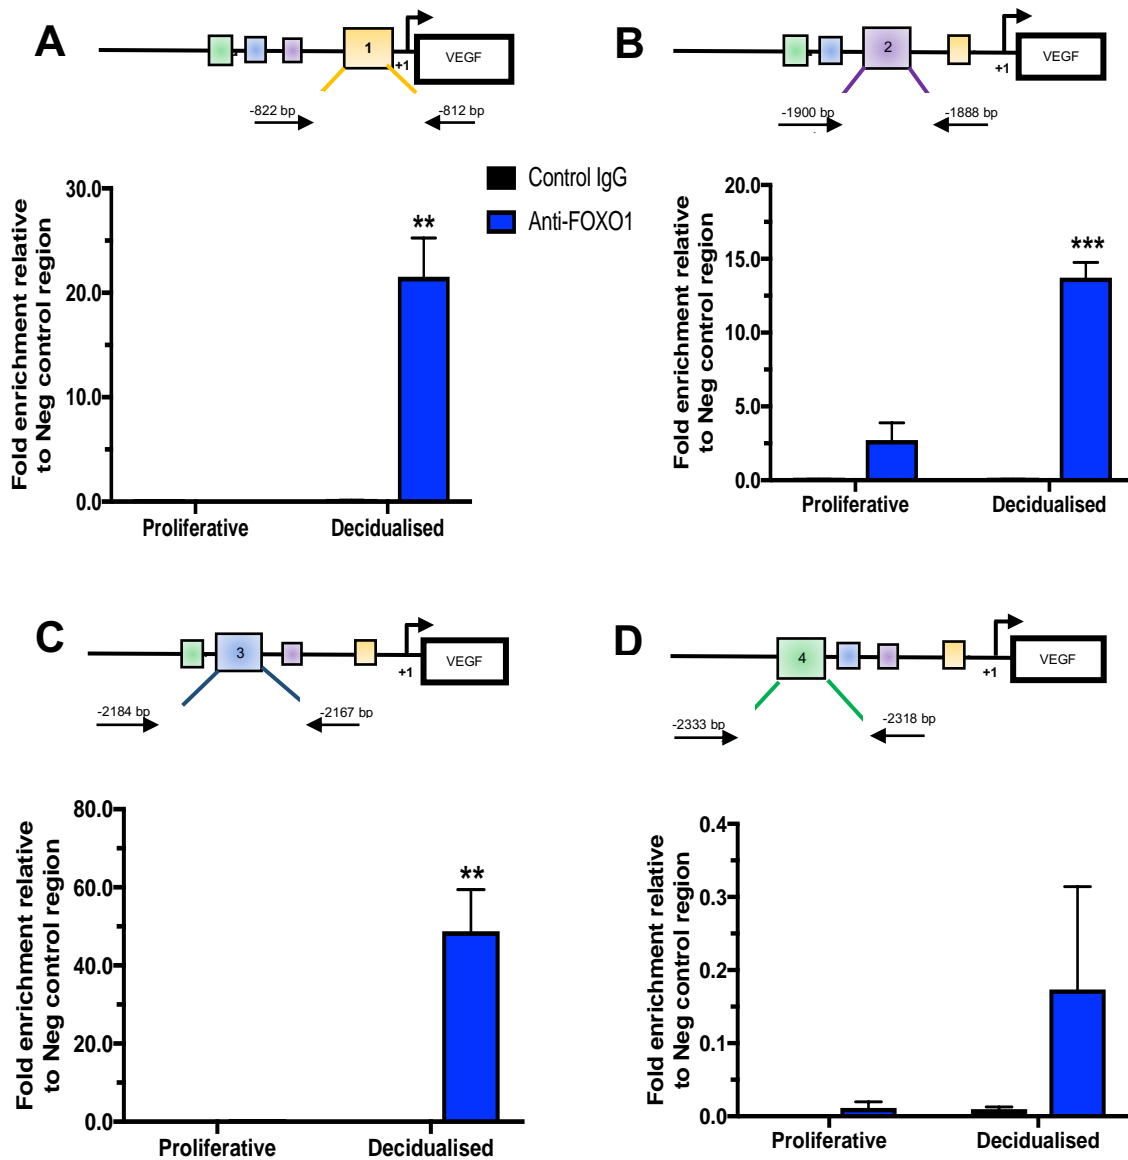 A
1
+1
VEGF
-822 bp
-812 bp
B
2
+1
VEGF
-1900 bp
-1888 bp
Control IgG
Anti-FOXO1
Fold enrichment relative
to Neg control region
30.0
20.0
10.0
0.0
**
Proliferative
Decidualised
Fold enrichment relative
to Neg control region
20.0
15.0
10.0
5.0
0.0
***
Proliferative
Decidualised
C
3
+1
VEGF
-2184 bp
-2167 bp
D
4
+1
VEGF
-2333 bp
-2318 bp
Fold enrichment relative
to Neg control region
80.0
60.0
40.0
20.0
0.0
**
Proliferative
Decidualised
Fold enrichment relative
to Neg control region
0.4
0.3
0.2
0.1
0.0
Proliferative
Decidualised